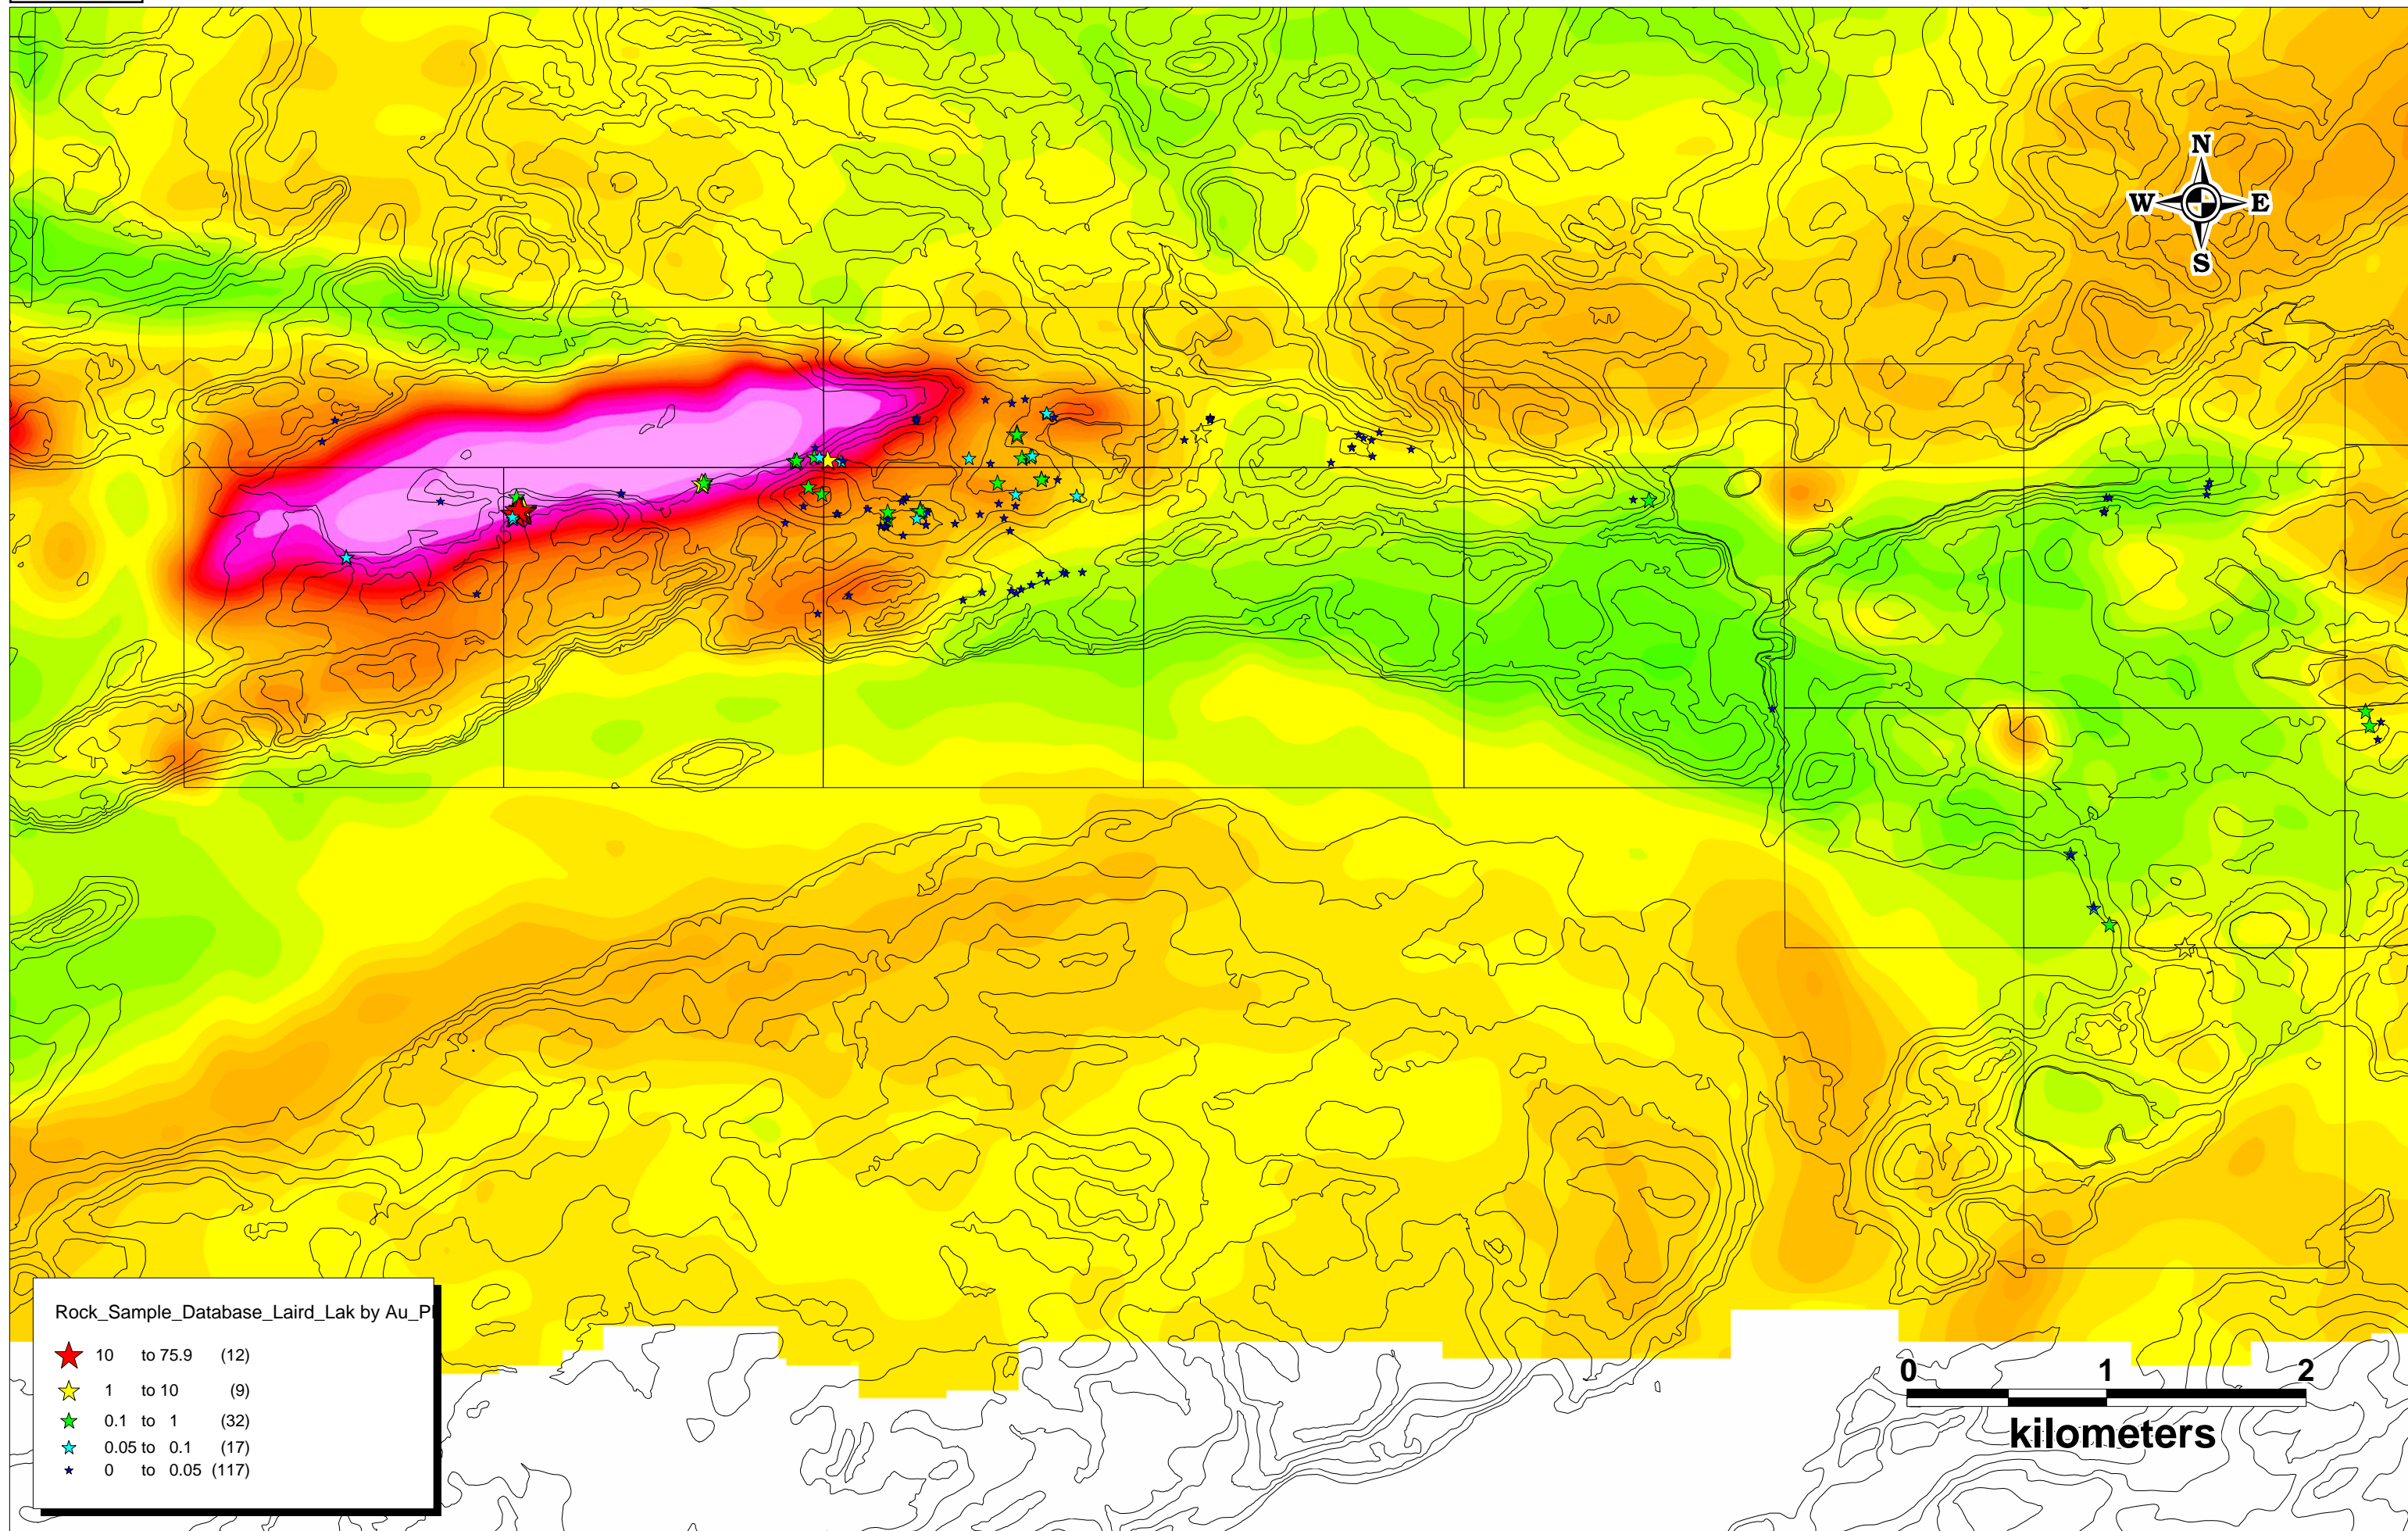 N
W E
S
Rock_Sample_Database_Laird_Lak by Au_P
10 to 75.9 (12)
1 to 10 (9)
0.1 to 1 (32)
0.05 to 0.1 (17)
0 to 0.05 (117)
0 1 2
kilometers